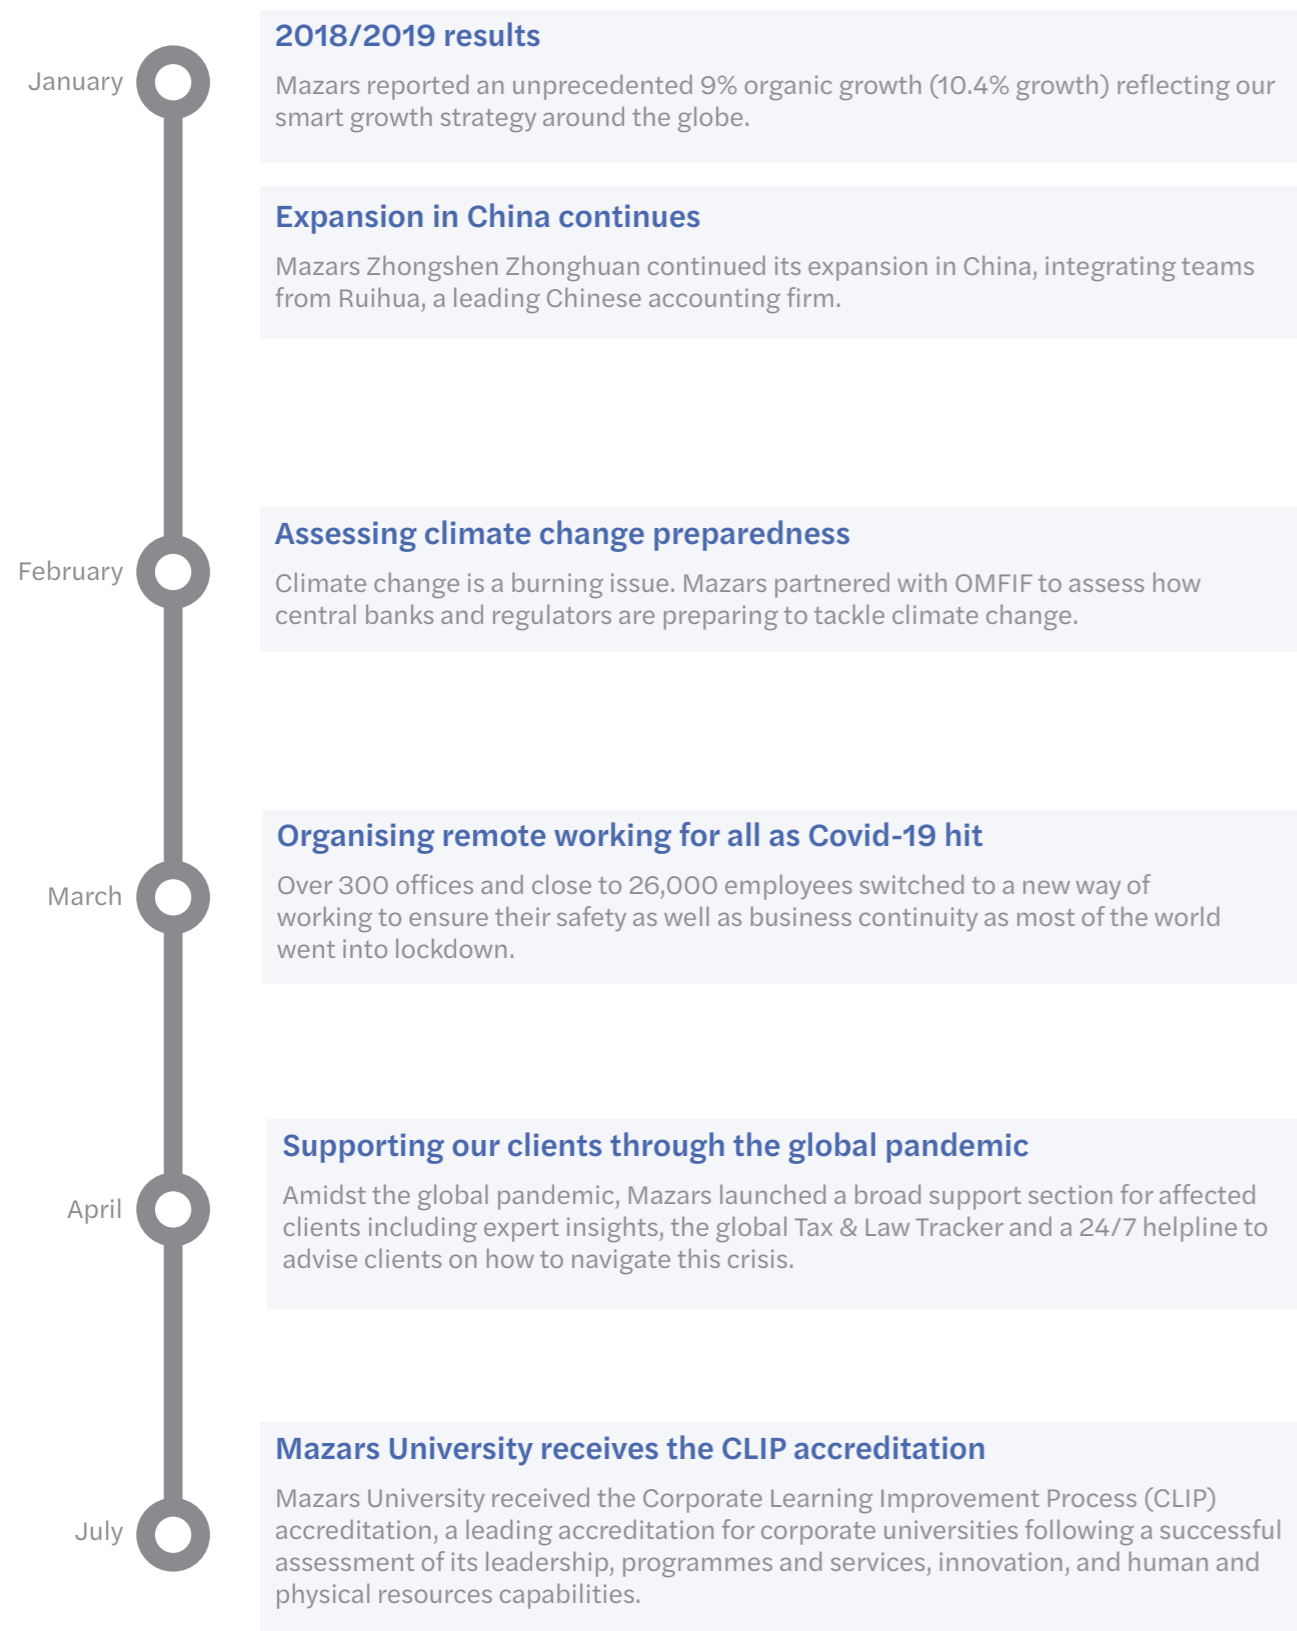 2018/2019 results
January
Mazars reported an unprecedented 9% organic growth (10.4% growth) reflecting our
smart growth strategy around the globe.
Expansion in China continues
Mazars Zhongshen Zhonghuan continued its expansion in China, integrating teams
from Ruihua, a leading Chinese accounting firm.
Assessing climate change preparedness
February
Climate change is a burning issue. Mazars partnered with OMFIF to assess how
central banks and regulators are preparing to tackle climate change.
Organising remote working for all as Covid-19 hit
March
Over 300 offices and close to 26,000 employees switched to a new way of
working to ensure their safety as well as business continuity as most of the world
went into lockdown.
Supporting our clients through the global pandemic
April
Amidst the global pandemic, Mazars launched a broad support section for affected
clients including expert insights, the global Tax & Law Tracker and a 24/7 helpline to
advise clients on how to navigate this crisis.
Mazars University receives the CLIP accreditation
July
Mazars University received the Corporate Learning Improvement Process (CLIP)
accreditation, a leading accreditation for corporate universities following a successful
assessment of its leadership, programmes and services, innovation, and human and
physical resources capabilities.